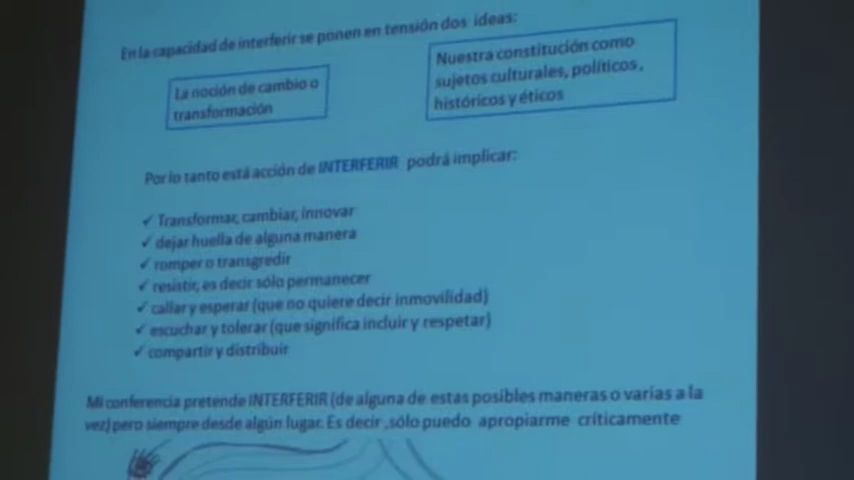 En la capacidad de interferir se ponen en tensión dos ideas:
La noción de cambio o
transformación
Nuestra constitución como
sujetos culturales, políticos,
históricos y éticos
Por lo tanto está acción de INTERFERIR podrá implicar:
✓ Transformar, cambiar, innovar
✓ dejar huella de alguna manera
✓ romper o transgredir
✓ resistir, es decir sólo permanecer
✓ callar y esperar (que no quiere decir inmovilidad)
✓ escuchar y tolerar (que significa incluir y respetar)
✓ compartir y distribuir
Mi conferencia pretende INTERFERIR (de alguna de estas posibles maneras o varias a la
vez) pero siempre desde algún lugar. Es decir ,sólo puedo apropiarme críticamente